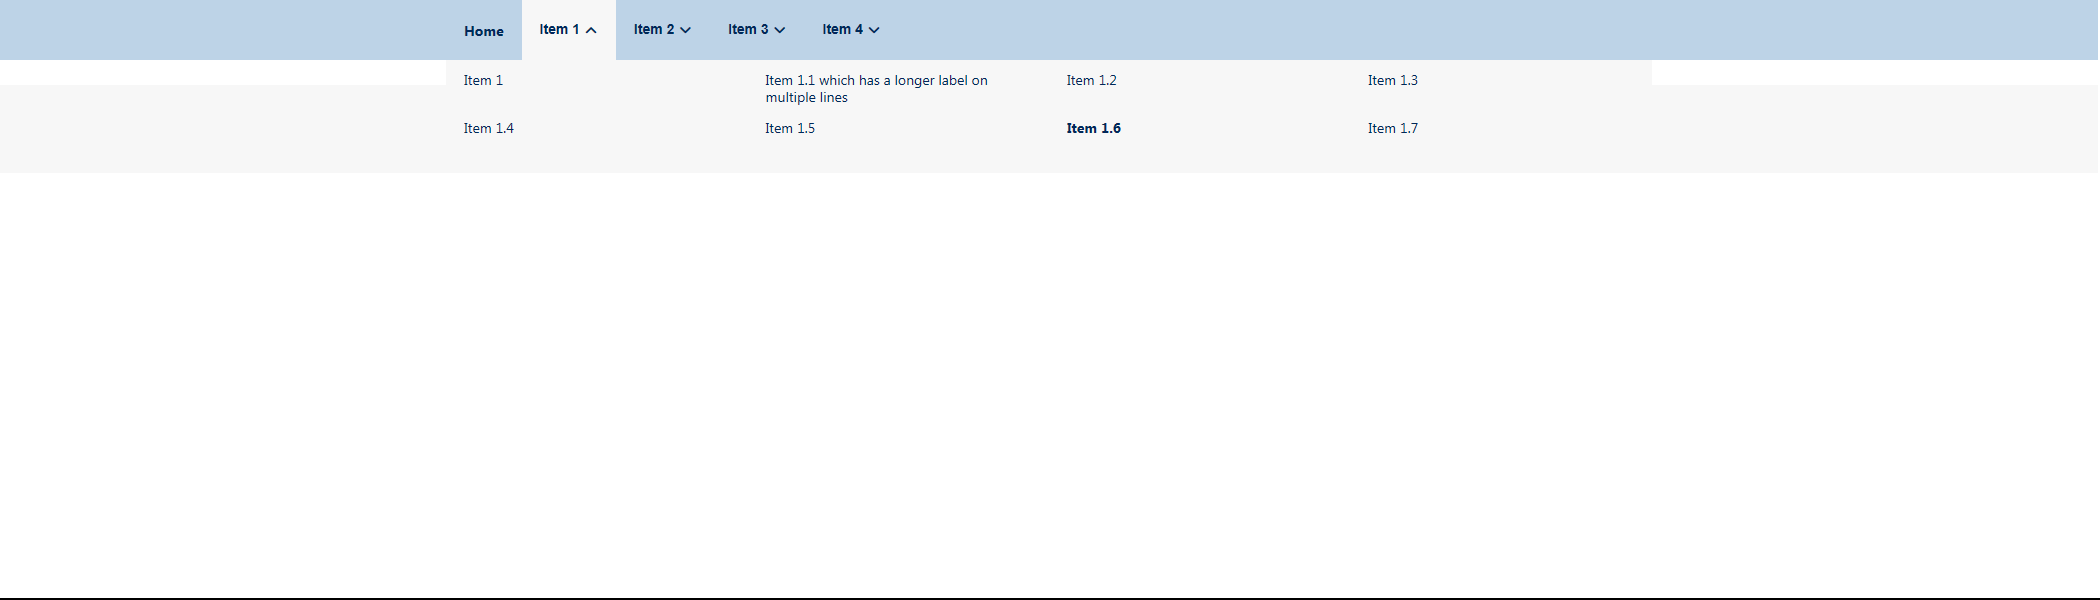 Home Item 1 Item 2 Item 3 Item 4
Item 1 Item 1.1 which has a longer label on Item 1.2 Item 1.3
multiple lines
Item 1.4 Item 1.5 Item 1.6 Item 1.7